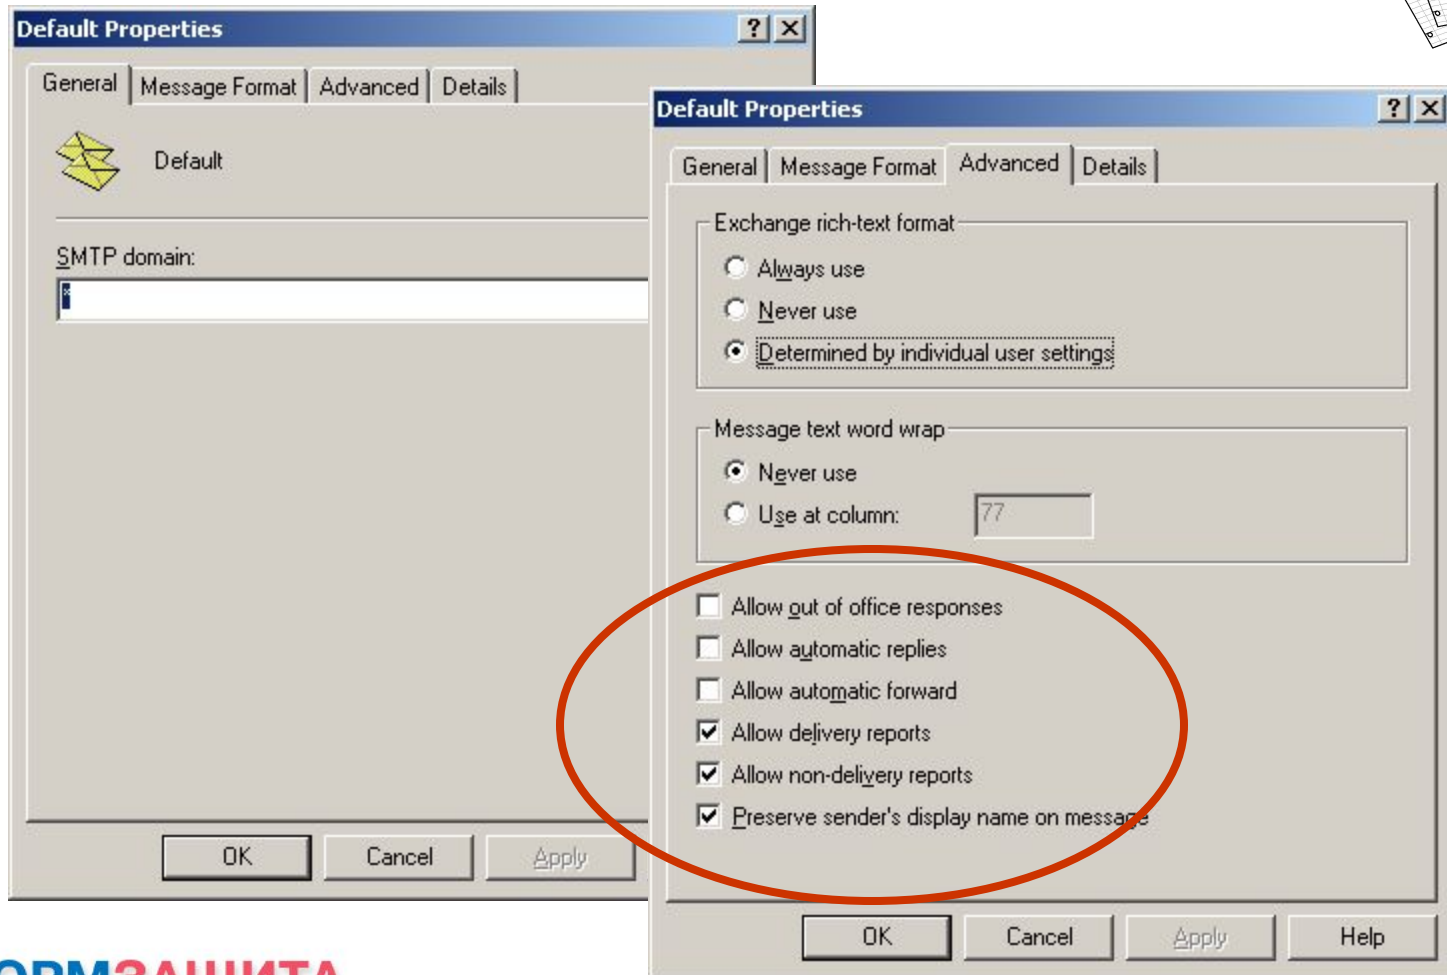 Default Properties
General Message Format Advanced Details
Default
SMTP domain:
*
OK Cancel Apply
Default Properties
General Message Format Advanced Details
Exchange rich-text format
Always use
Never use
Determined by individual user settings
Message text word wrap
Never use
Use at column: 77
Allow out of office responses
Allow automatic replies
Allow automatic forward
Allow delivery reports
Allow non-delivery reports
Preserve sender's display name on message
OK Cancel Apply Help
ОРМЗАЩИТА